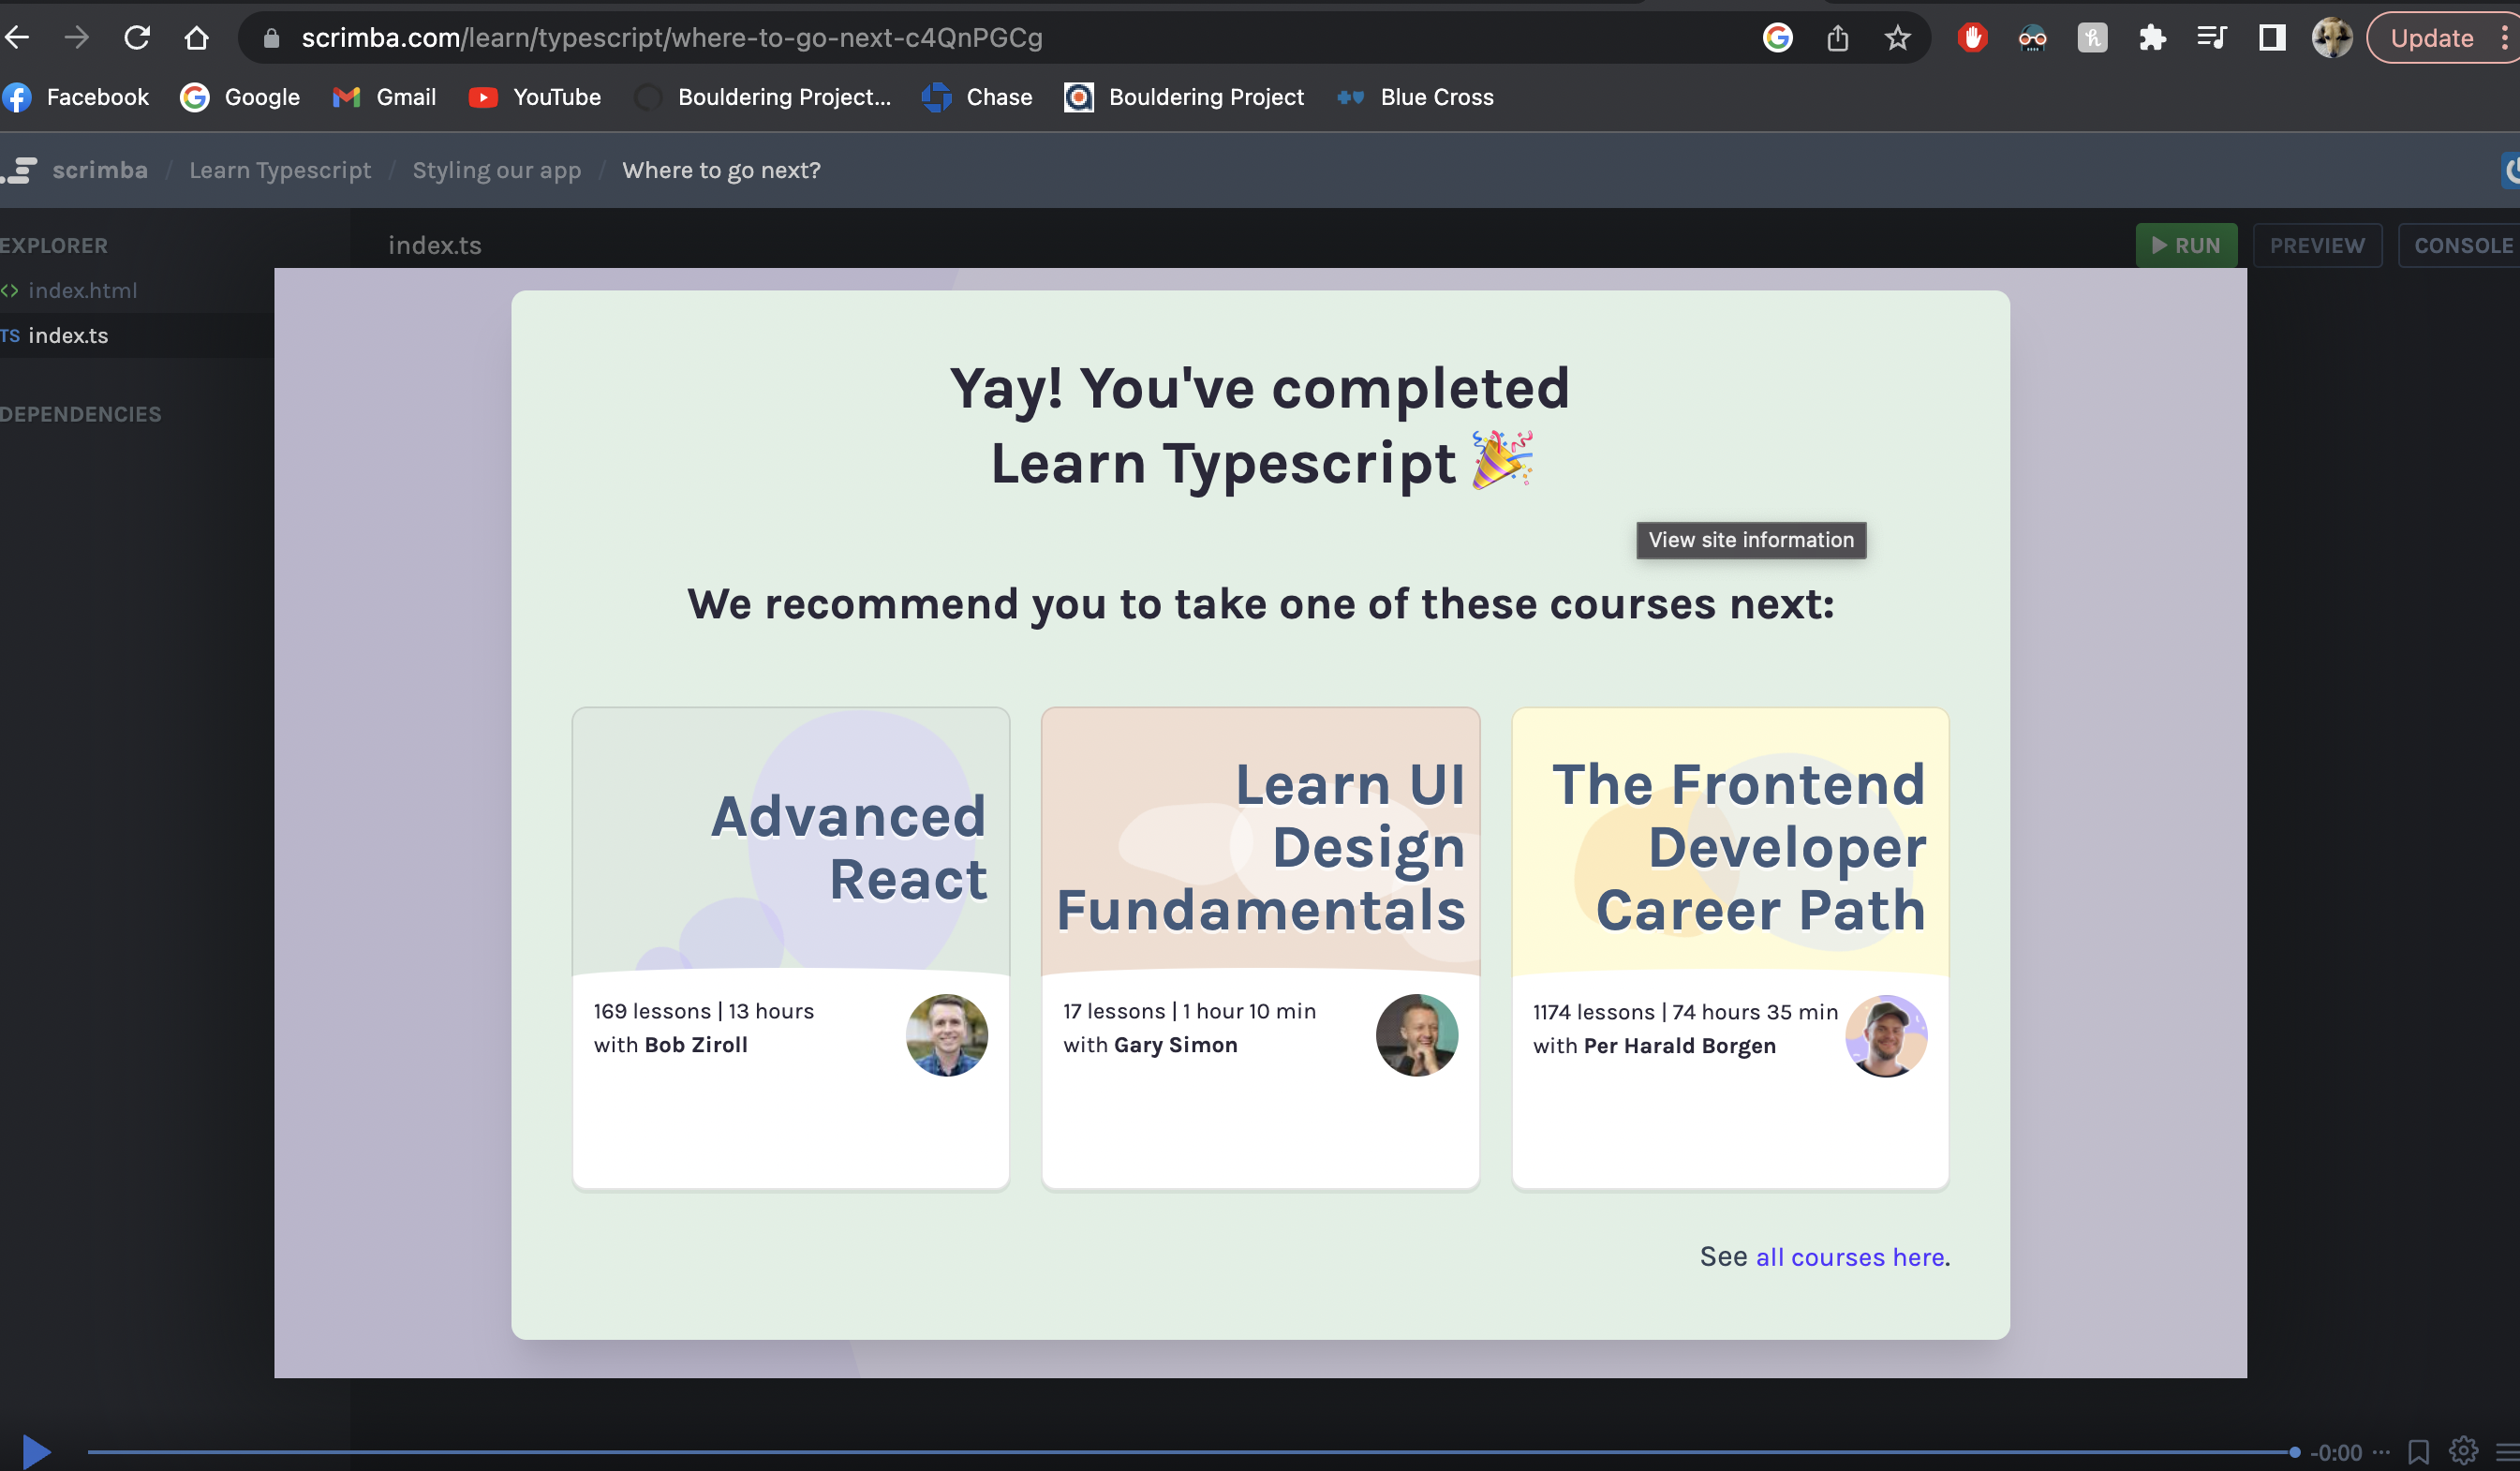 scrimba.com/learn/typescript/where-to-go-next-c4QnPGCg
Update
Facebook
Google
Gmail
YouTube
Bouldering Project...
Chase
Bouldering Project
Blue Cross
scrimba / Learn Typescript / Styling our app / Where to go next?
EXPLORER
index.ts
RUN
PREVIEW
CONSOLE
<> index.html
TS index.ts
DEPENDENCIES
Yay! You've completed
Learn Typescript 🎉
View site information
We recommend you to take one of these courses next:
Advanced
React
169 lessons | 13 hours
with Bob Ziroll
Learn UI
Design
Fundamentals
17 lessons | 1 hour 10 min
with Gary Simon
The Frontend
Developer
Career Path
1174 lessons | 74 hours 35 min
with Per Harald Borgen
See all courses here.
-0:00 ...